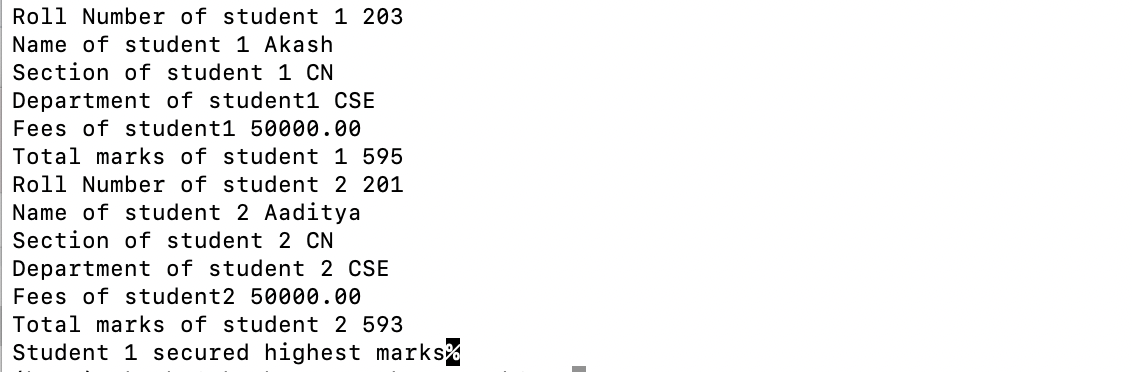 Roll Number of student 1 203
Name of student 1 Akash
Section of student 1 CN
Department of student1 CSE
Fees of student1 50000.00
Total marks of student 1 595
Roll Number of student 2 201
Name of student 2 Aaditya
Section of student 2 CN
Department of student 2 CSE
Fees of student2 50000.00
Total marks of student 2 593
Student 1 secured highest marks%